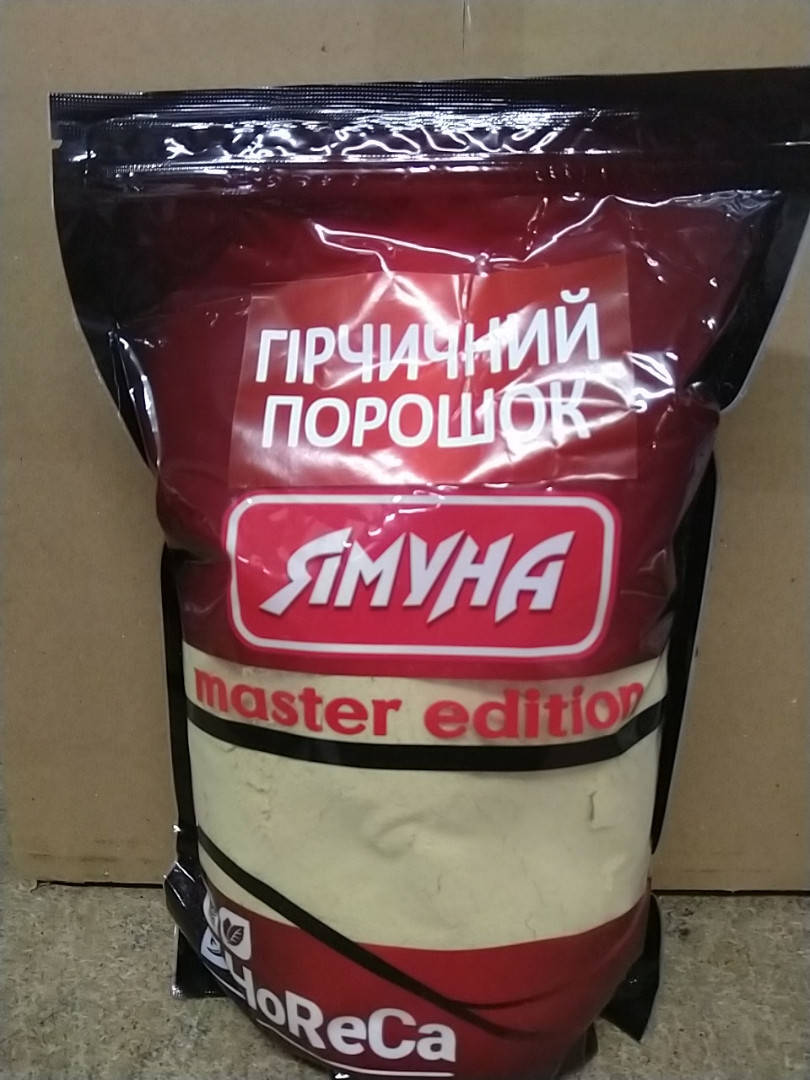 ГІРЧИЧНИЙ
ПОРОШОК
ЯМУНА
master edition
HoReCa